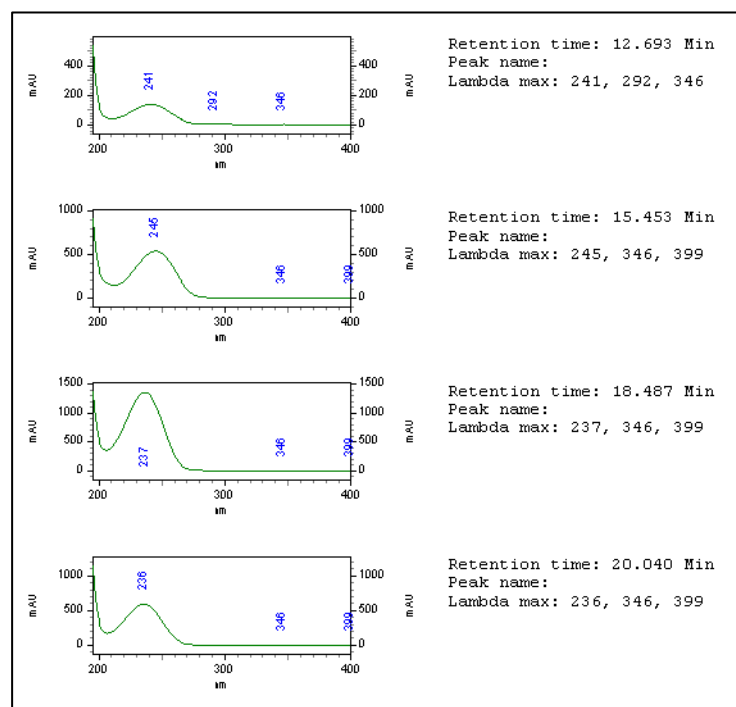 Retention time: 12.693 Min
Peak name:
Lambda max: 241, 292, 346
mAU
400
200
0
241
292
346
400
200
0
mAU
200
300
400
nm
Retention time: 15.453 Min
Peak name:
Lambda max: 245, 346, 399
mAU
1000
500
0
245
346
399
1000
500
0
mAU
200
300
400
nm
Retention time: 18.487 Min
Peak name:
Lambda max: 237, 346, 399
mAU
1500
1000
500
0
237
346
399
1500
1000
500
0
mAU
200
300
400
nm
Retention time: 20.040 Min
Peak name:
Lambda max: 236, 346, 399
mAU
1000
500
0
236
346
399
1000
500
0
mAU
200
300
400
nm